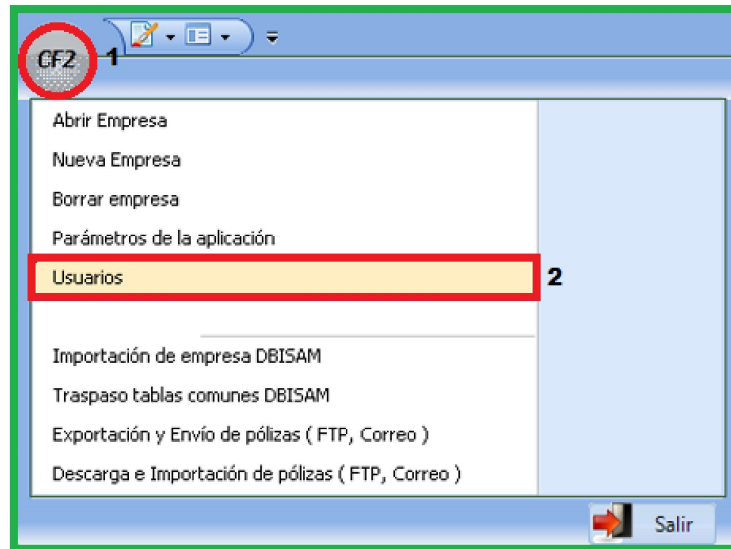 CF2 1
Abrir Empresa
Nueva Empresa
Borrar empresa
Parámetros de la aplicación
Usuarios 2
Importación de empresa DBISAM
Traspaso tablas comunes DBISAM
Exportación y Envío de pólizas ( FTP, Correo )
Descarga e Importación de pólizas ( FTP, Correo )
Salir